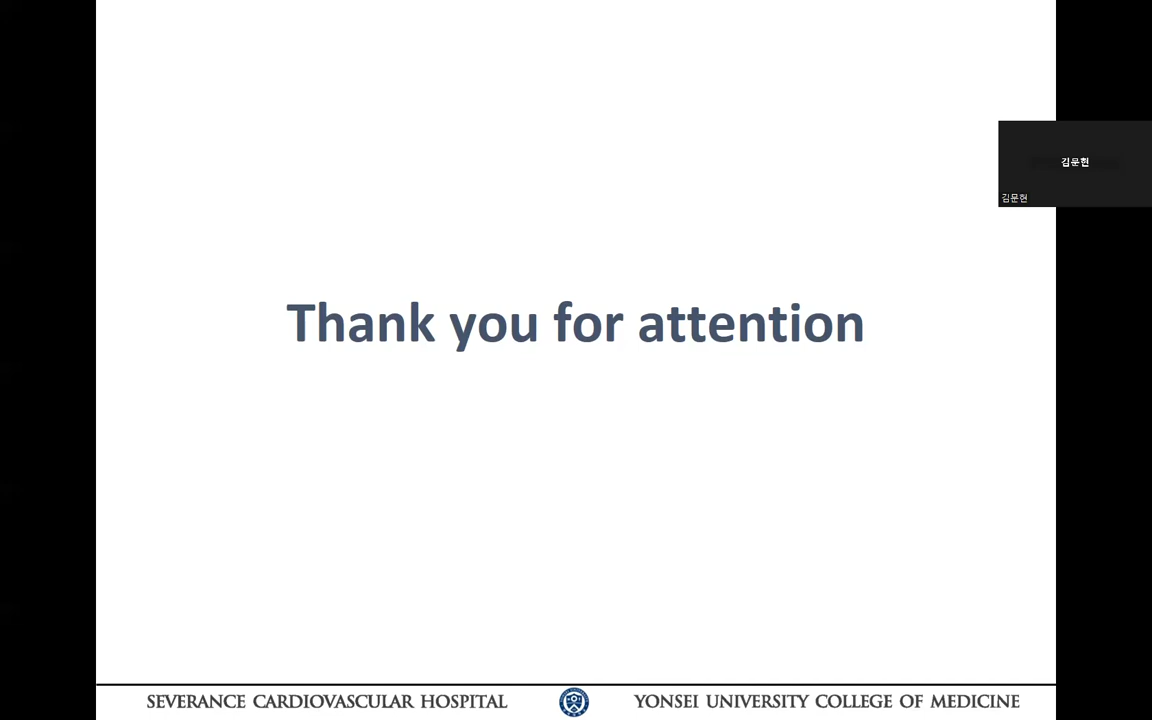 김문현
김문현
Thank you for attention
SEVERANCE CARDIOVASCULAR HOSPITAL
YONSEI UNIVERSITY COLLEGE OF MEDICINE